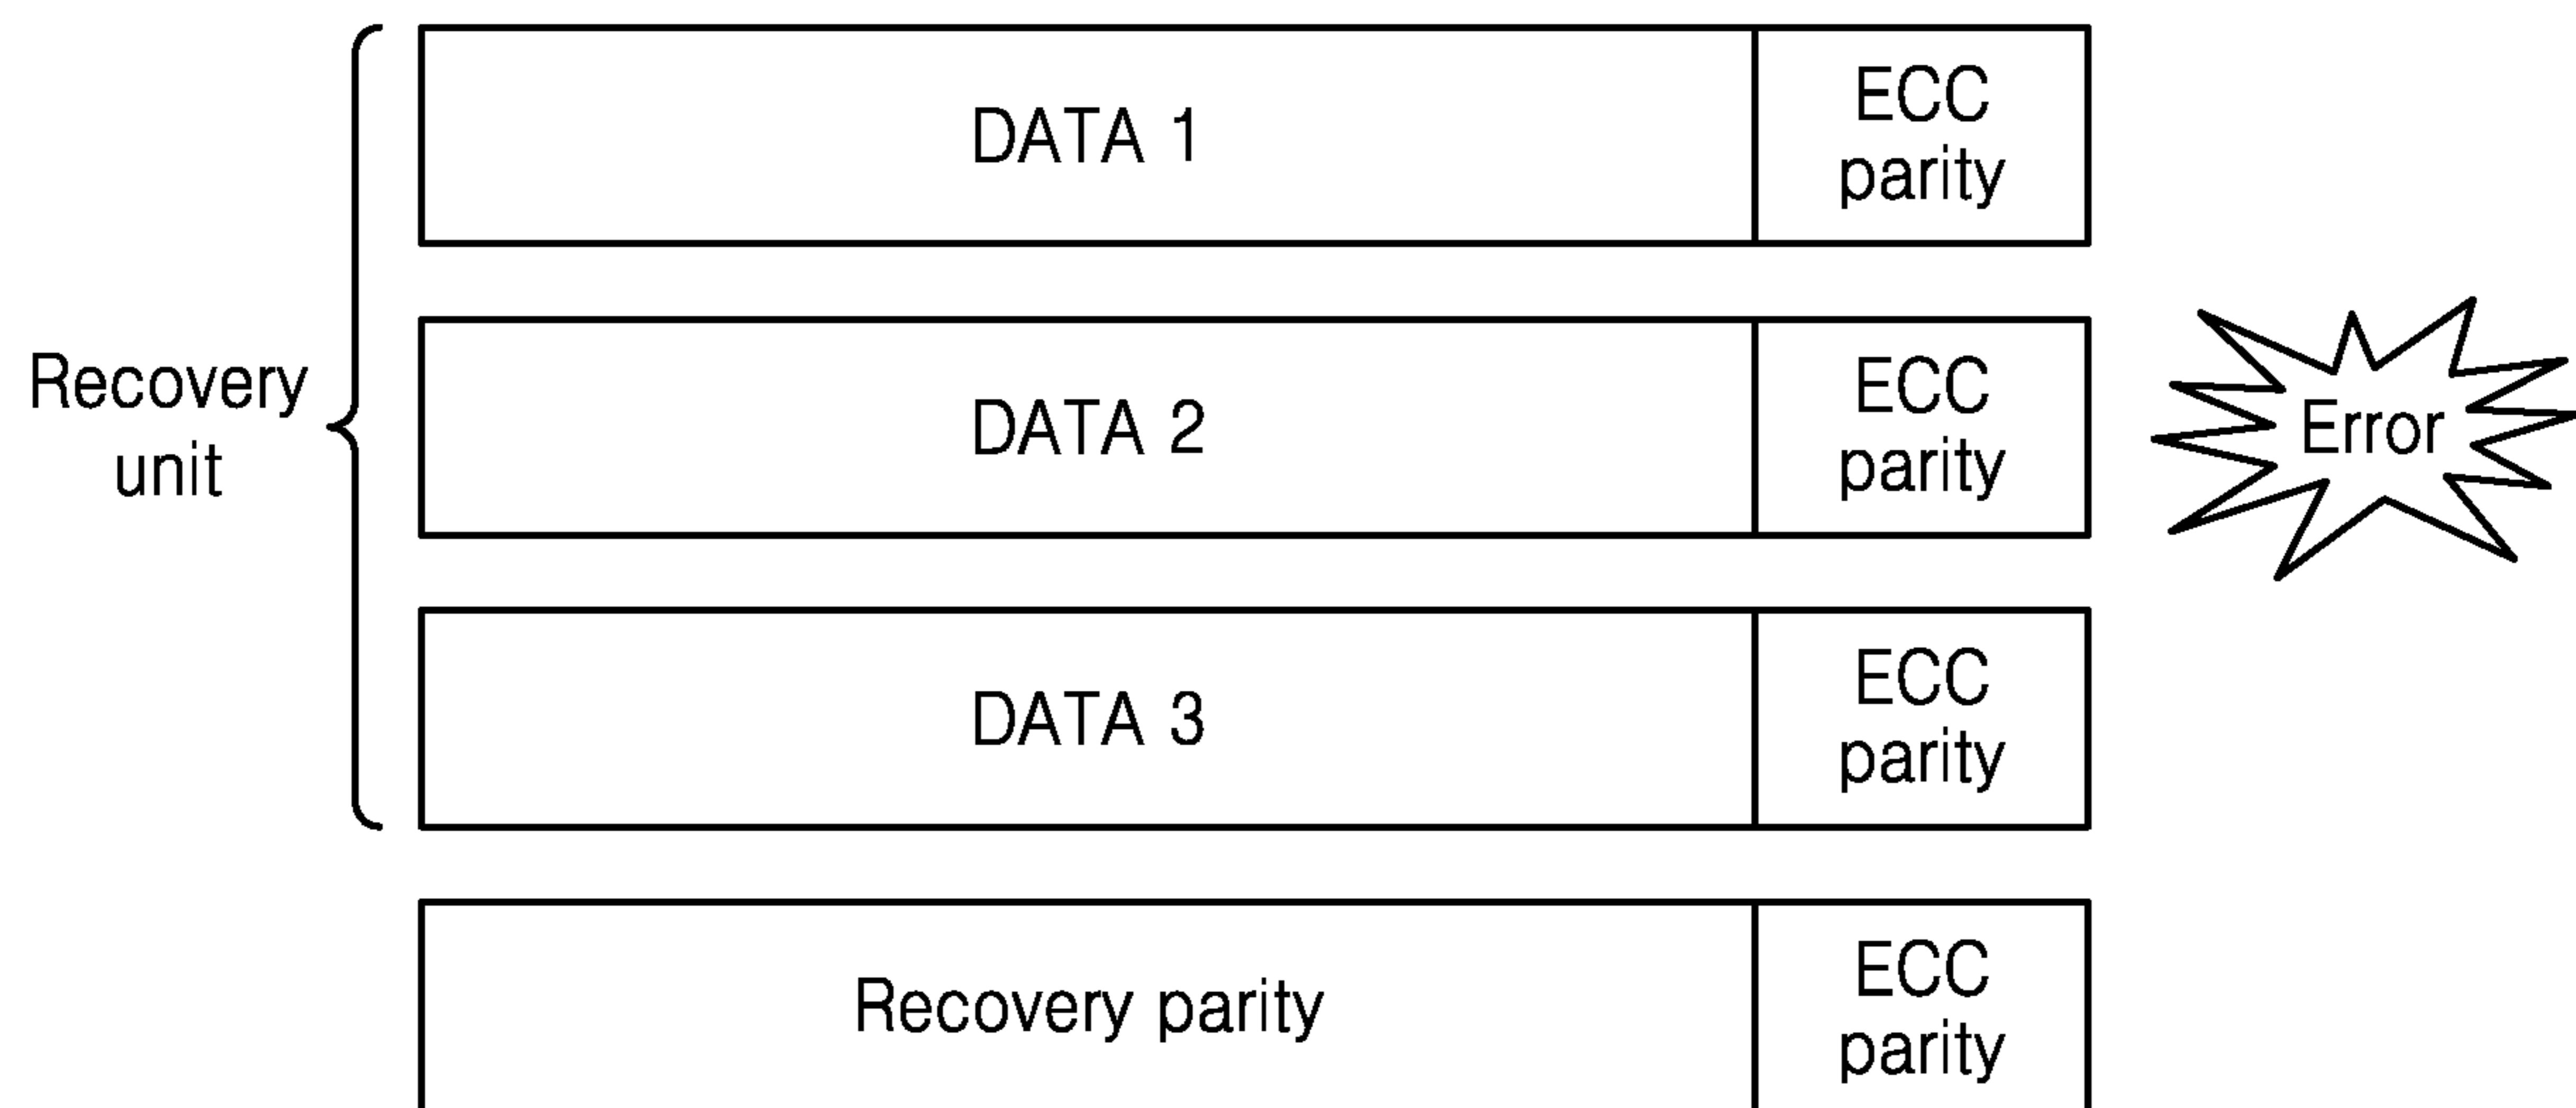 DATA 1
ECC
parity
Recovery
unit
DATA 2
ECC
parity
Error
DATA 3
ECC
parity
Recovery parity
ECC
parity